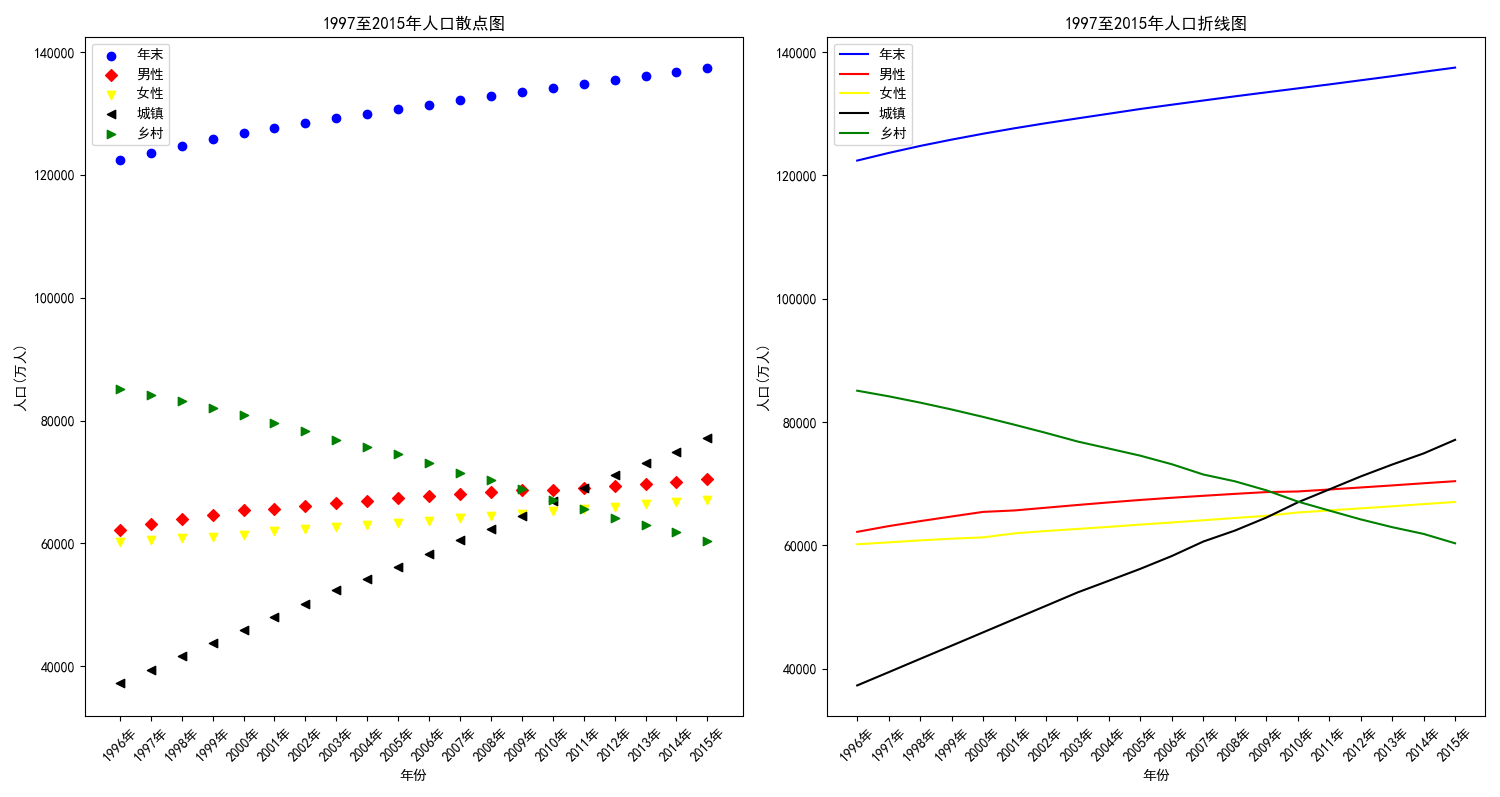 1997至2015年人口散点图
140000
120000
100000
80000
60000
40000
人口(万人)
年末
男性
女性
城镇
乡村
1996年
1997年
1998年
1999年
2000年
2001年
2002年
2003年
2004年
2005年
2006年
2007年
2008年
2009年
2010年
2011年
2012年
2013年
2014年
2015年
年份
1997至2015年人口折线图
140000
120000
100000
80000
60000
40000
人口(万人)
年末
男性
女性
城镇
乡村
1996年
1997年
1998年
1999年
2000年
2001年
2002年
2003年
2004年
2005年
2006年
2007年
2008年
2009年
2010年
2011年
2012年
2013年
2014年
2015年
年份